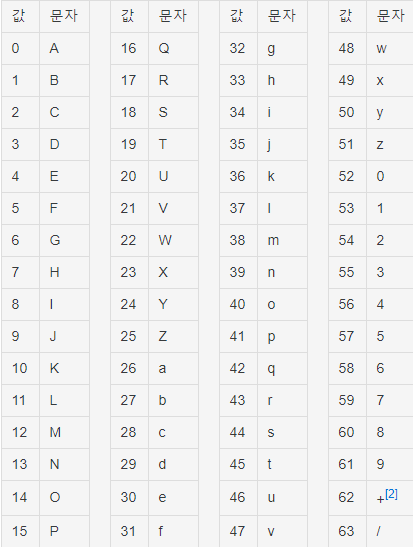 값 문자 값 문자 값 문자 값 문자
0 A 16 Q 32 g 48 w
1 B 17 R 33 h 49 x
2 C 18 S 34 i 50 y
3 D 19 T 35 j 51 z
4 E 20 U 36 k 52 0
5 F 21 V 37 l 53 1
6 G 22 W 38 m 54 2
7 H 23 X 39 n 55 3
8 I 24 Y 40 o 56 4
9 J 25 Z 41 p 57 5
10 K 26 a 42 q 58 6
11 L 27 b 43 r 59 7
12 M 28 c 44 s 60 8
13 N 29 d 45 t 61 9
14 O 30 e 46 u 62 +[2]
15 P 31 f 47 v 63 /